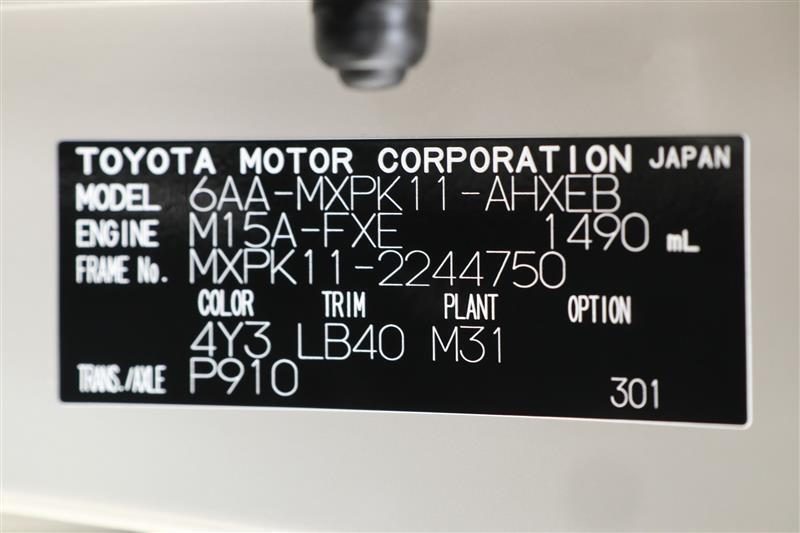 TOYOTA MOTOR CORPORATION JAPAN
MODEL 6AA-MXPK11-AHXEB
ENGINE M15A-FXE 1490 mL
FRAME No. MXPK11-2244750
COLOR TRIM PLANT OPTION
4Y3 LB40 M31
TRANS./AXLE P910 301